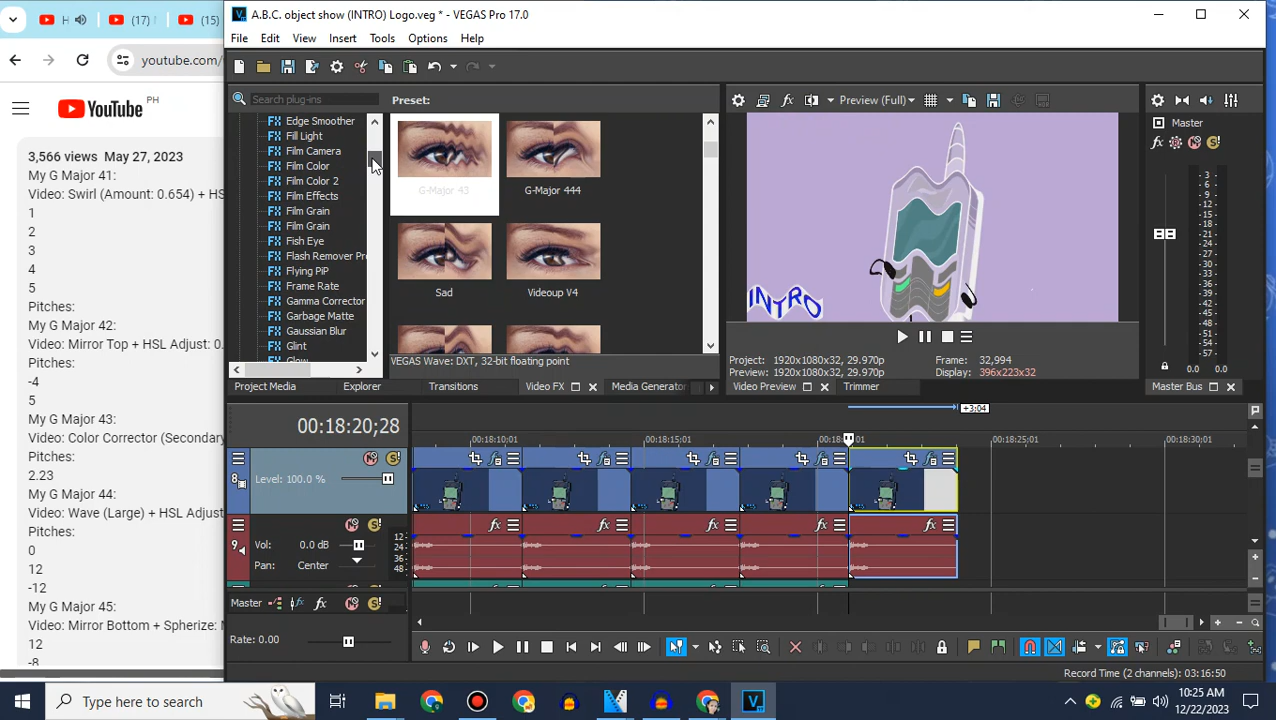 A.B.C. object show (INTRO) Logo.veg * - VEGAS Pro 17.0
(17)
(15)
youtube.com/
YouTube PH
3,566 views May 27, 2023
My G Major 41:
Video: Swirl (Amount: 0.654) + HS
1
2
3
4
5
Pitches:
My G Major 42:
Video: Mirror Top + HSL Adjust: 0.
Pitches:
-4
5
My G Major 43:
Video: Color Corrector (Secondary
Pitches:
2.23
My G Major 44:
Video: Wave (Large) + HSL Adjust
Pitches:
0
12
-12
My G Major 45:
Video: Mirror Bottom + Spherize: M
12
-8
File Edit View Insert Tools Options Help
Search plug-ins
Preset:
Edge Smoother
Fill Light
Film Camera
Film Color
Film Color 2
Film Effects
Film Grain
Film Grain
Fish Eye
Flash Remover Pr
Flying PiP
Frame Rate
Gamma Corrector
Garbage Matte
Gaussian Blur
Glint
Glow
G-Major 43
G-Major 444
Sad
Videoup V4
VEGAS Wave: DXT, 32-bit floating point
Project Media Explorer Transitions Video FX Media Generator
Preview (Full)
INTRO
Project: 1920x1080x32, 29.970p
Preview: 1920x1080x32, 29.970p
Frame: 32,994
Display: 396x223x32
Video Preview Trimmer
Master
3
6
9
12
15
18
21
24
27
30
33
36
39
42
45
48
51
54
57
0.0 0.0
Master Bus
00:18:20;28
+3:04
00:18:10;01 00:18:15;01 00:18:25;01 00:18:30;01
8
Level: 100.0 %
9
Vol: 0.0 dB
Pan: Center
12
24
36
48
Master
Rate: 0.00
Record Time (2 channels): 03:16:50
Type here to search
10:25 AM
12/22/2023